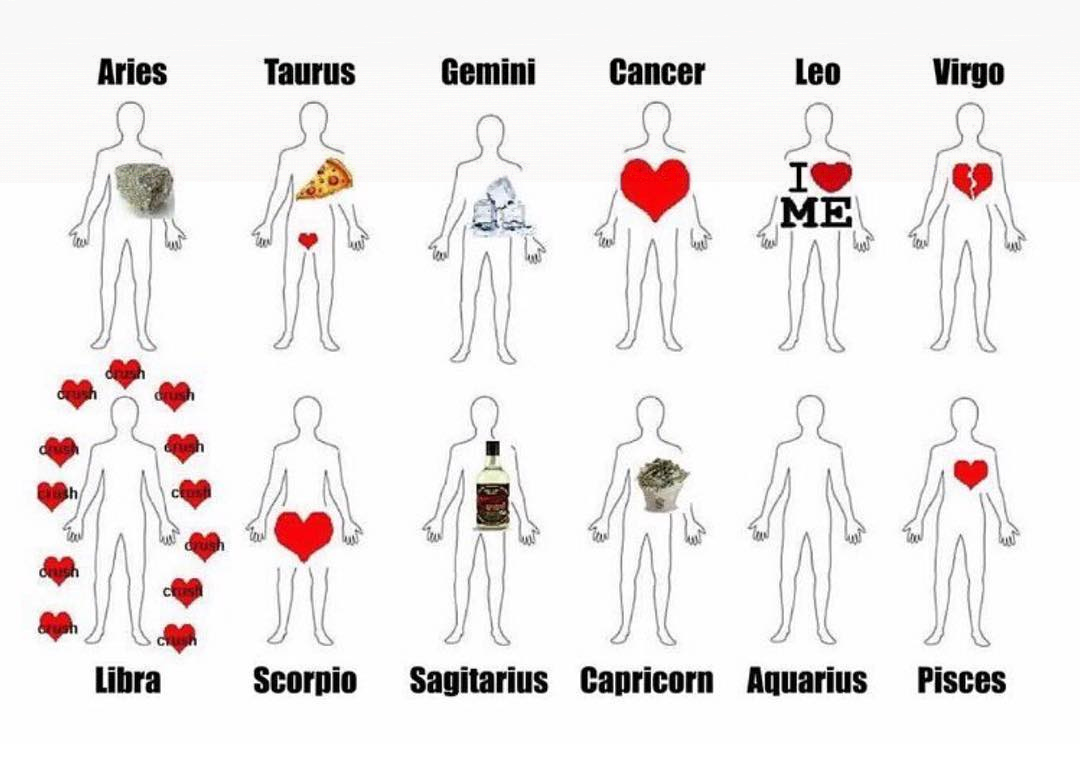 Aries Taurus Gemini Cancer Leo Virgo
I
ME
crush
crush crush
crush crush
crush crush
crush
crush
crush
crush
crush
Libra Scorpio Sagitarius Capricorn Aquarius Pisces